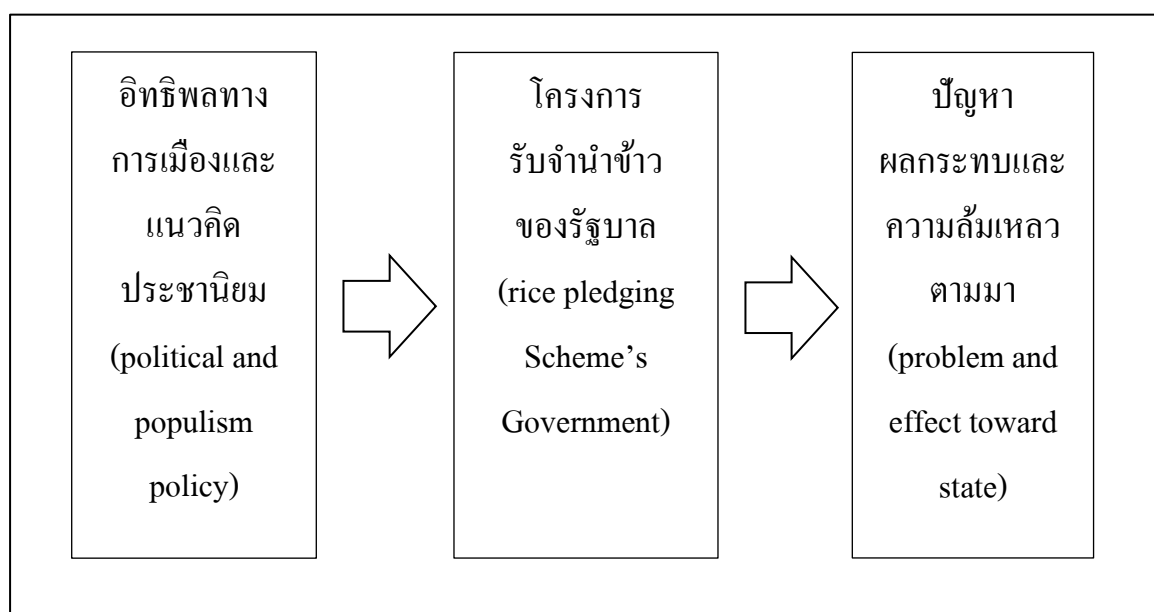 อิทธิพลทาง
การเมืองและ
แนวคิด
ประชานิยม
(political and
populism
policy)
โครงการ
รับจำนำข้าว
ของรัฐบาล
(rice pledging
Scheme’s
Government)
ปัญหา
ผลกระทบและ
ความล้มเหลว
ตามมา
(problem and
effect toward
state)